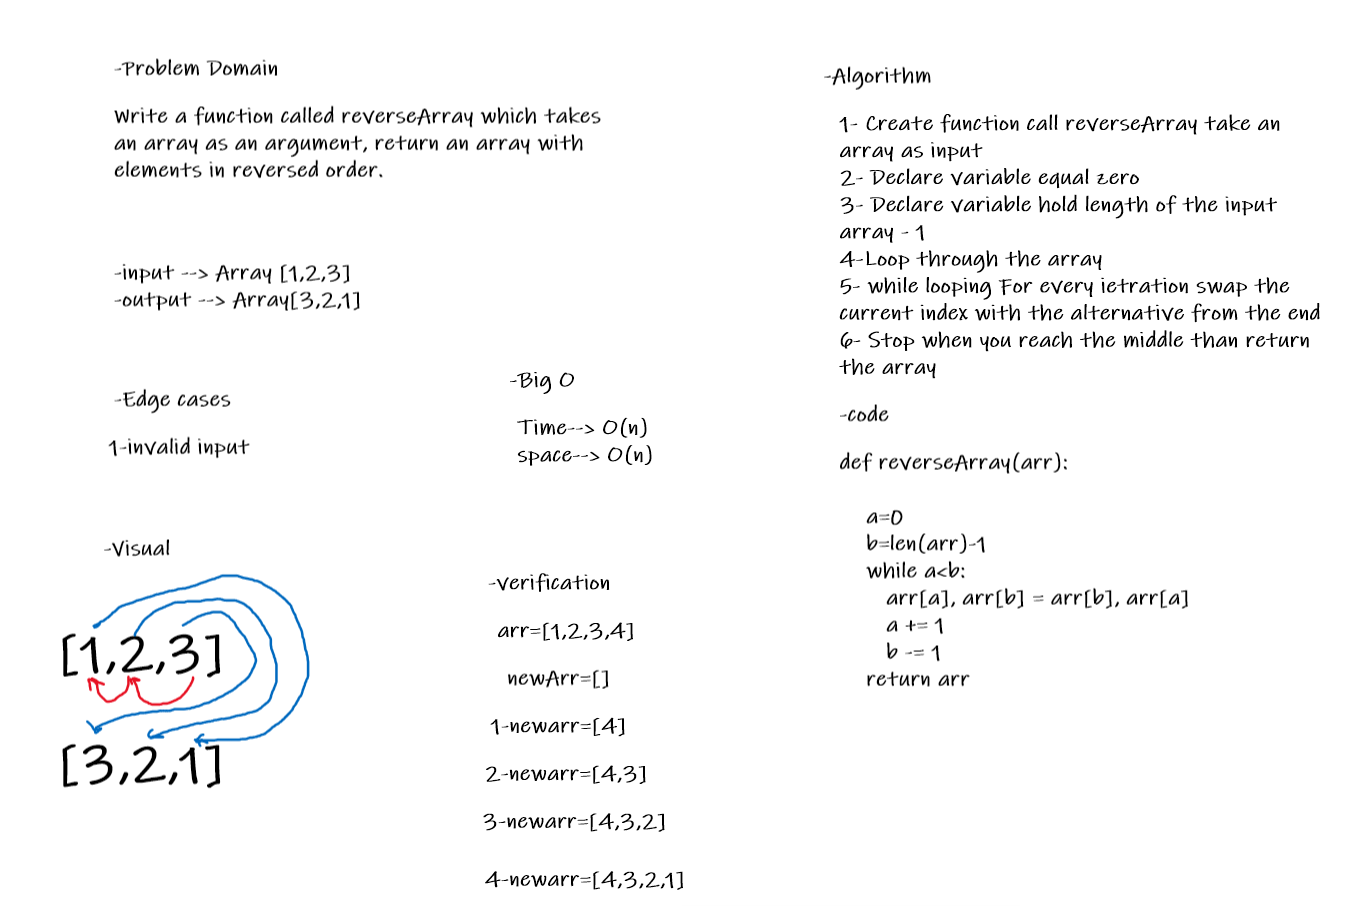 -Problem Domain
Write a function called reverseArray which takes
an array as an argument, return an array with
elements in reversed order.
-input --> Array [1,2,3]
-output --> Array[3,2,1]
-Edge cases
1-invalid input
-Big O
Time--> O(n)
space--> O(n)
-Visual
[1,2,3]
[3,2,1]
-verification
arr=[1,2,3,4]
newArr=[]
1-newarr=[4]
2-newarr=[4,3]
3-newarr=[4,3,2]
4-newarr=[4,3,2,1]
-Algorithm
1- Create function call reverseArray take an
array as input
2- Declare variable equal zero
3- Declare variable hold length of the input
array - 1
4-Loop through the array
5- while looping For every ietration swap the
current index with the alternative from the end
6- Stop when you reach the middle than return
the array
-code
def reverseArray(arr):
a=0
b=len(arr)-1
while a<b:
arr[a], arr[b] = arr[b], arr[a]
a += 1
b -= 1
return arr